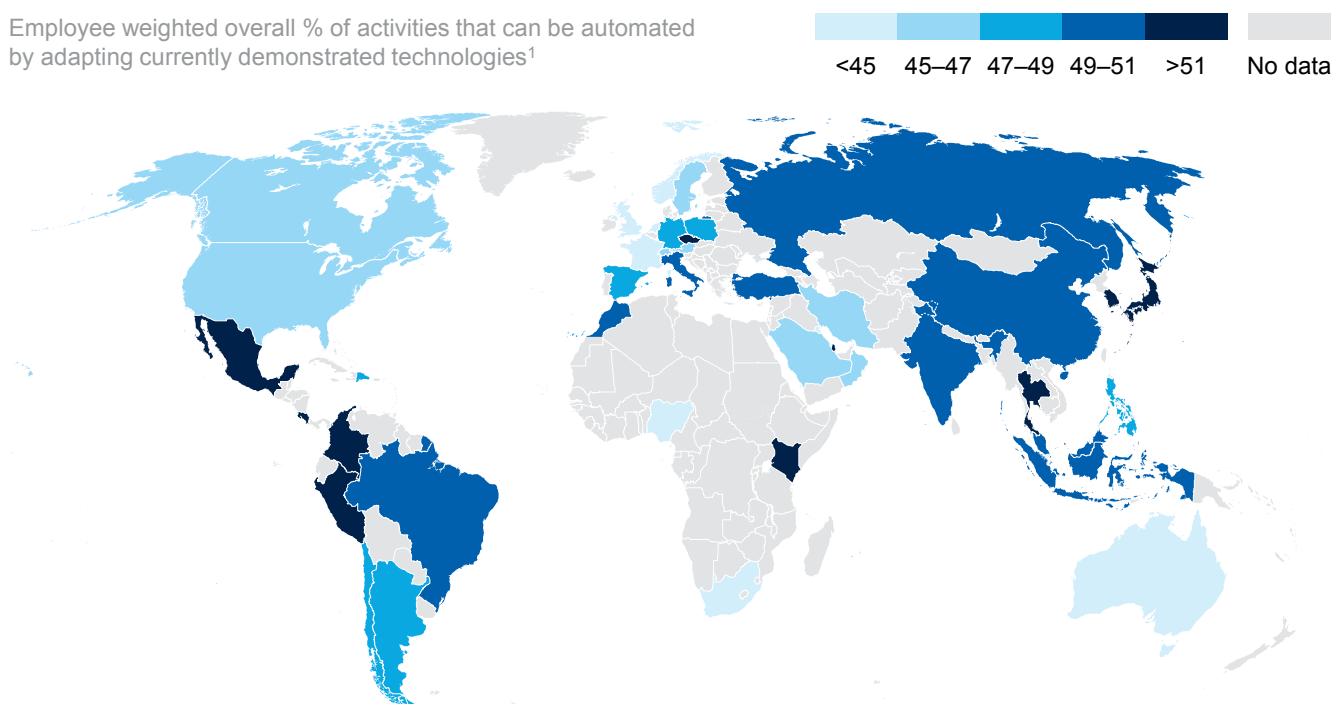 Employee weighted overall % of activities that can be automated
by adapting currently demonstrated technologies¹
<45 45–47 47–49 49–51 >51 No data